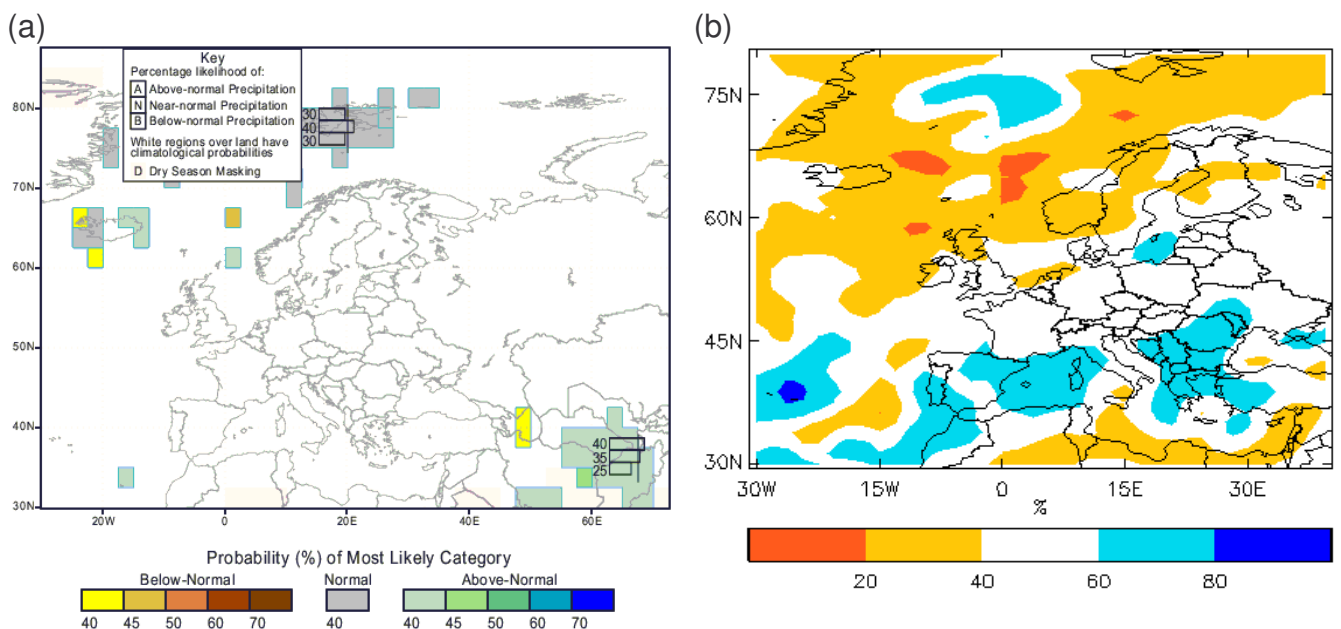 (a)
(b)
Key
Percentage likelihood of:
A Above-normal Precipitation
N Near-normal Precipitation
B Below-normal Precipitation
White regions over land have
climatological probabilities
D Dry Season Masking
80N
70N
60N
50N
40N
30N
30
40
30
40
35
25
20W
0
20E
40E
60E
Probability (%) of Most Likely Category
Below-Normal
Normal
Above-Normal
40 45 50 60 70
40
40 45 50 60 70
75N
60N
45N
30N
30W
15W
0
15E
30E
%
20
40
60
80